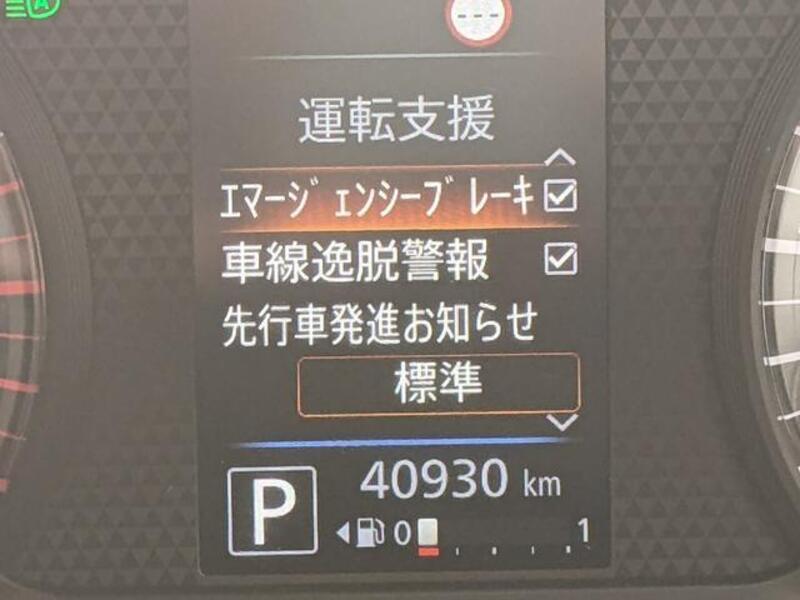 A
---
運転支援
ｴﾏｰｼﾞｪﾝｼｰﾌﾞﾚｰｷ
車線逸脱警報
先行車発進お知らせ
標準
P 40930 km
0 1